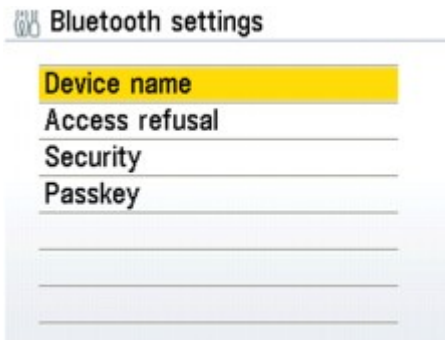 Bluetooth settings
Device name
Access refusal
Security
Passkey